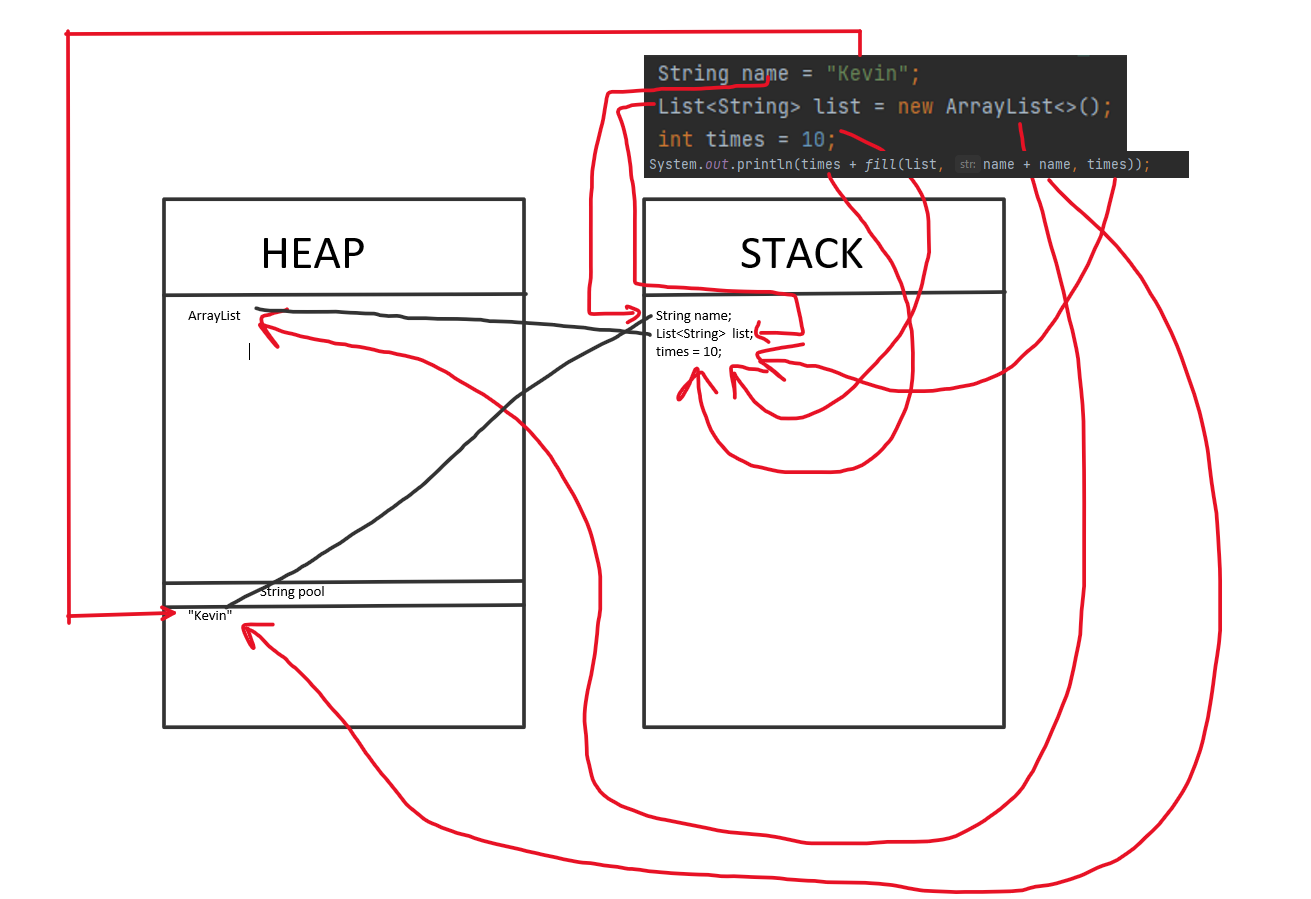 String name = "Kevin";
List<String> list = new ArrayList<>();
int times = 10;
System.out.println(times + fill(list, str: name + name, times));
HEAP
STACK
ArrayList
String name;
List<String> list;
times = 10;
String pool
"Kevin"